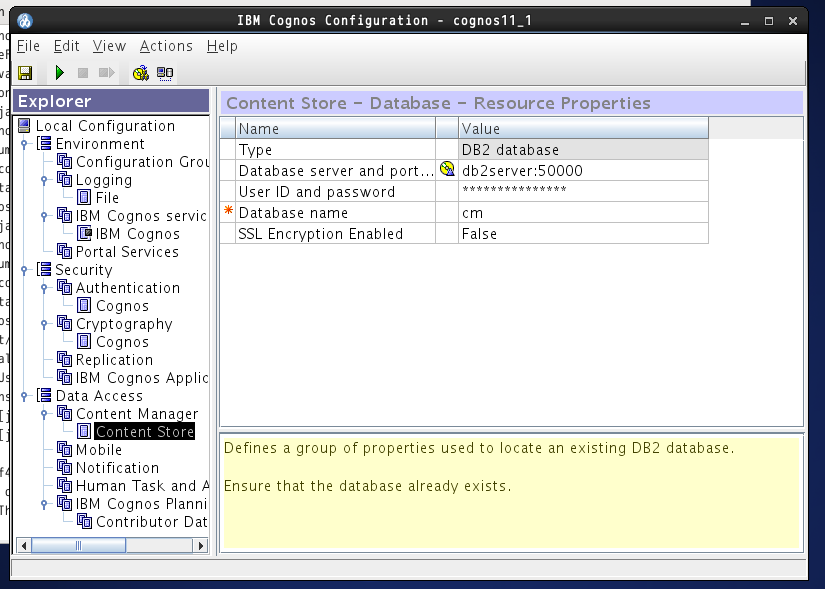 IBM Cognos Configuration - cognos11_1
File Edit View Actions Help
Explorer
Local Configuration
Environment
Configuration Grou
Logging
File
IBM Cognos servic
IBM Cognos
Portal Services
Security
Authentication
Cognos
Cryptography
Cognos
Replication
IBM Cognos Applic
Data Access
Content Manager
Content Store
Mobile
Notification
Human Task and A
IBM Cognos Planni
Contributor Dat
Content Store - Database - Resource Properties
Name Value
Type DB2 database
Database server and port... db2server:50000
User ID and password ***************
* Database name cm
SSL Encryption Enabled False
Defines a group of properties used to locate an existing DB2 database.
Ensure that the database already exists.